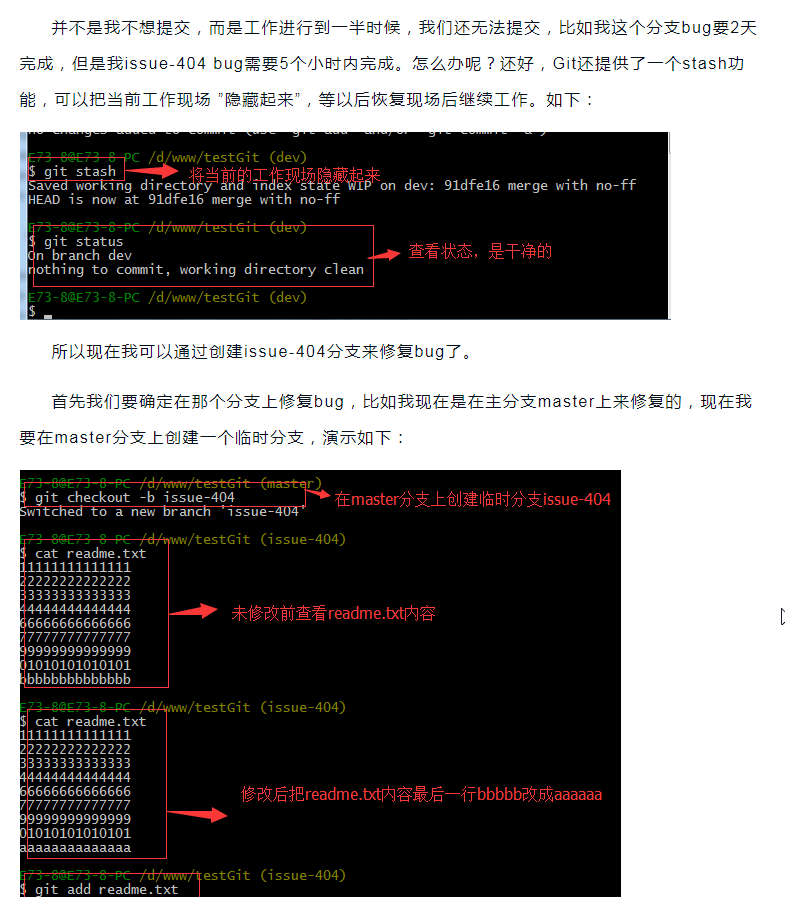 并不是我不想提交，而是工作进行到一半时候，我们还无法提交，比如我这个分支bug要2天
完成，但是我issue-404 bug需要5个小时内完成。怎么办呢？还好，Git还提供了一个stash功
能，可以把当前工作现场 ”隐藏起来”，等以后恢复现场后继续工作。如下：
no changes added to commit (use "git add" and/or "git commit -a")
E73-8@E73-8-PC /d/www/testGit (dev)
$ git stash
将当前的工作现场隐藏起来
Saved working directory and index state WIP on dev: 91dfe16 merge with no-ff
HEAD is now at 91dfe16 merge with no-ff
E73-8@E73-8-PC /d/www/testGit (dev)
$ git status
On branch dev
查看状态，是干净的
nothing to commit, working directory clean
E73-8@E73-8-PC /d/www/testGit (dev)
$
所以现在我可以通过创建issue-404分支来修复bug了。
首先我们要确定在那个分支上修复bug，比如我现在是在主分支master上来修复的，现在我
要在master分支上创建一个临时分支，演示如下：
E73-8@E73-8-PC /d/www/testGit (master)
$ git checkout -b issue-404
在master分支上创建临时分支issue-404
Switched to a new branch 'issue-404'
E73-8@E73-8-PC /d/www/testGit (issue-404)
$ cat readme.txt
11111111111111
22222222222222
33333333333333
44444444444444
未修改前查看readme.txt内容
66666666666666
77777777777777
99999999999999
01010101010101
bbbbbbbbbbbbbb
E73-8@E73-8-PC /d/www/testGit (issue-404)
$ cat readme.txt
11111111111111
22222222222222
33333333333333
44444444444444
66666666666666
修改后把readme.txt内容最后一行bbbbb改成aaaaaa
77777777777777
99999999999999
01010101010101
aaaaaaaaaaaaaa
E73-8@E73-8-PC /d/www/testGit (issue-404)
$ git add readme.txt